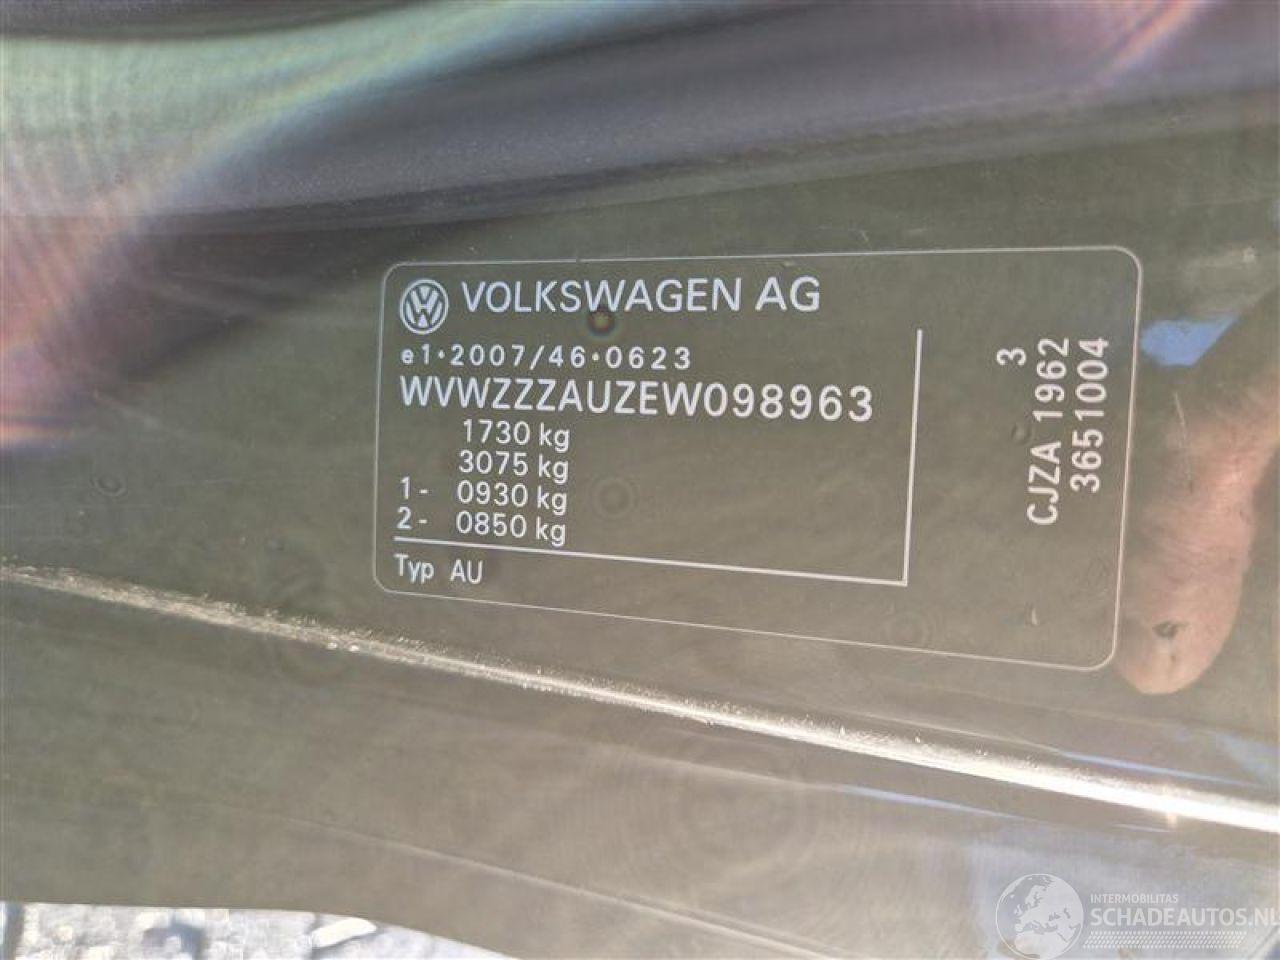 VOLKSWAGEN AG
e1*2007/46*0623
WVWZZZAUZEW098963
1730 kg
3075 kg
1- 0930 kg
2- 0850 kg
Typ AU
3
CJZA 1962
3651004
INTERMOBILITAS
SCHADEAUTOS.NL